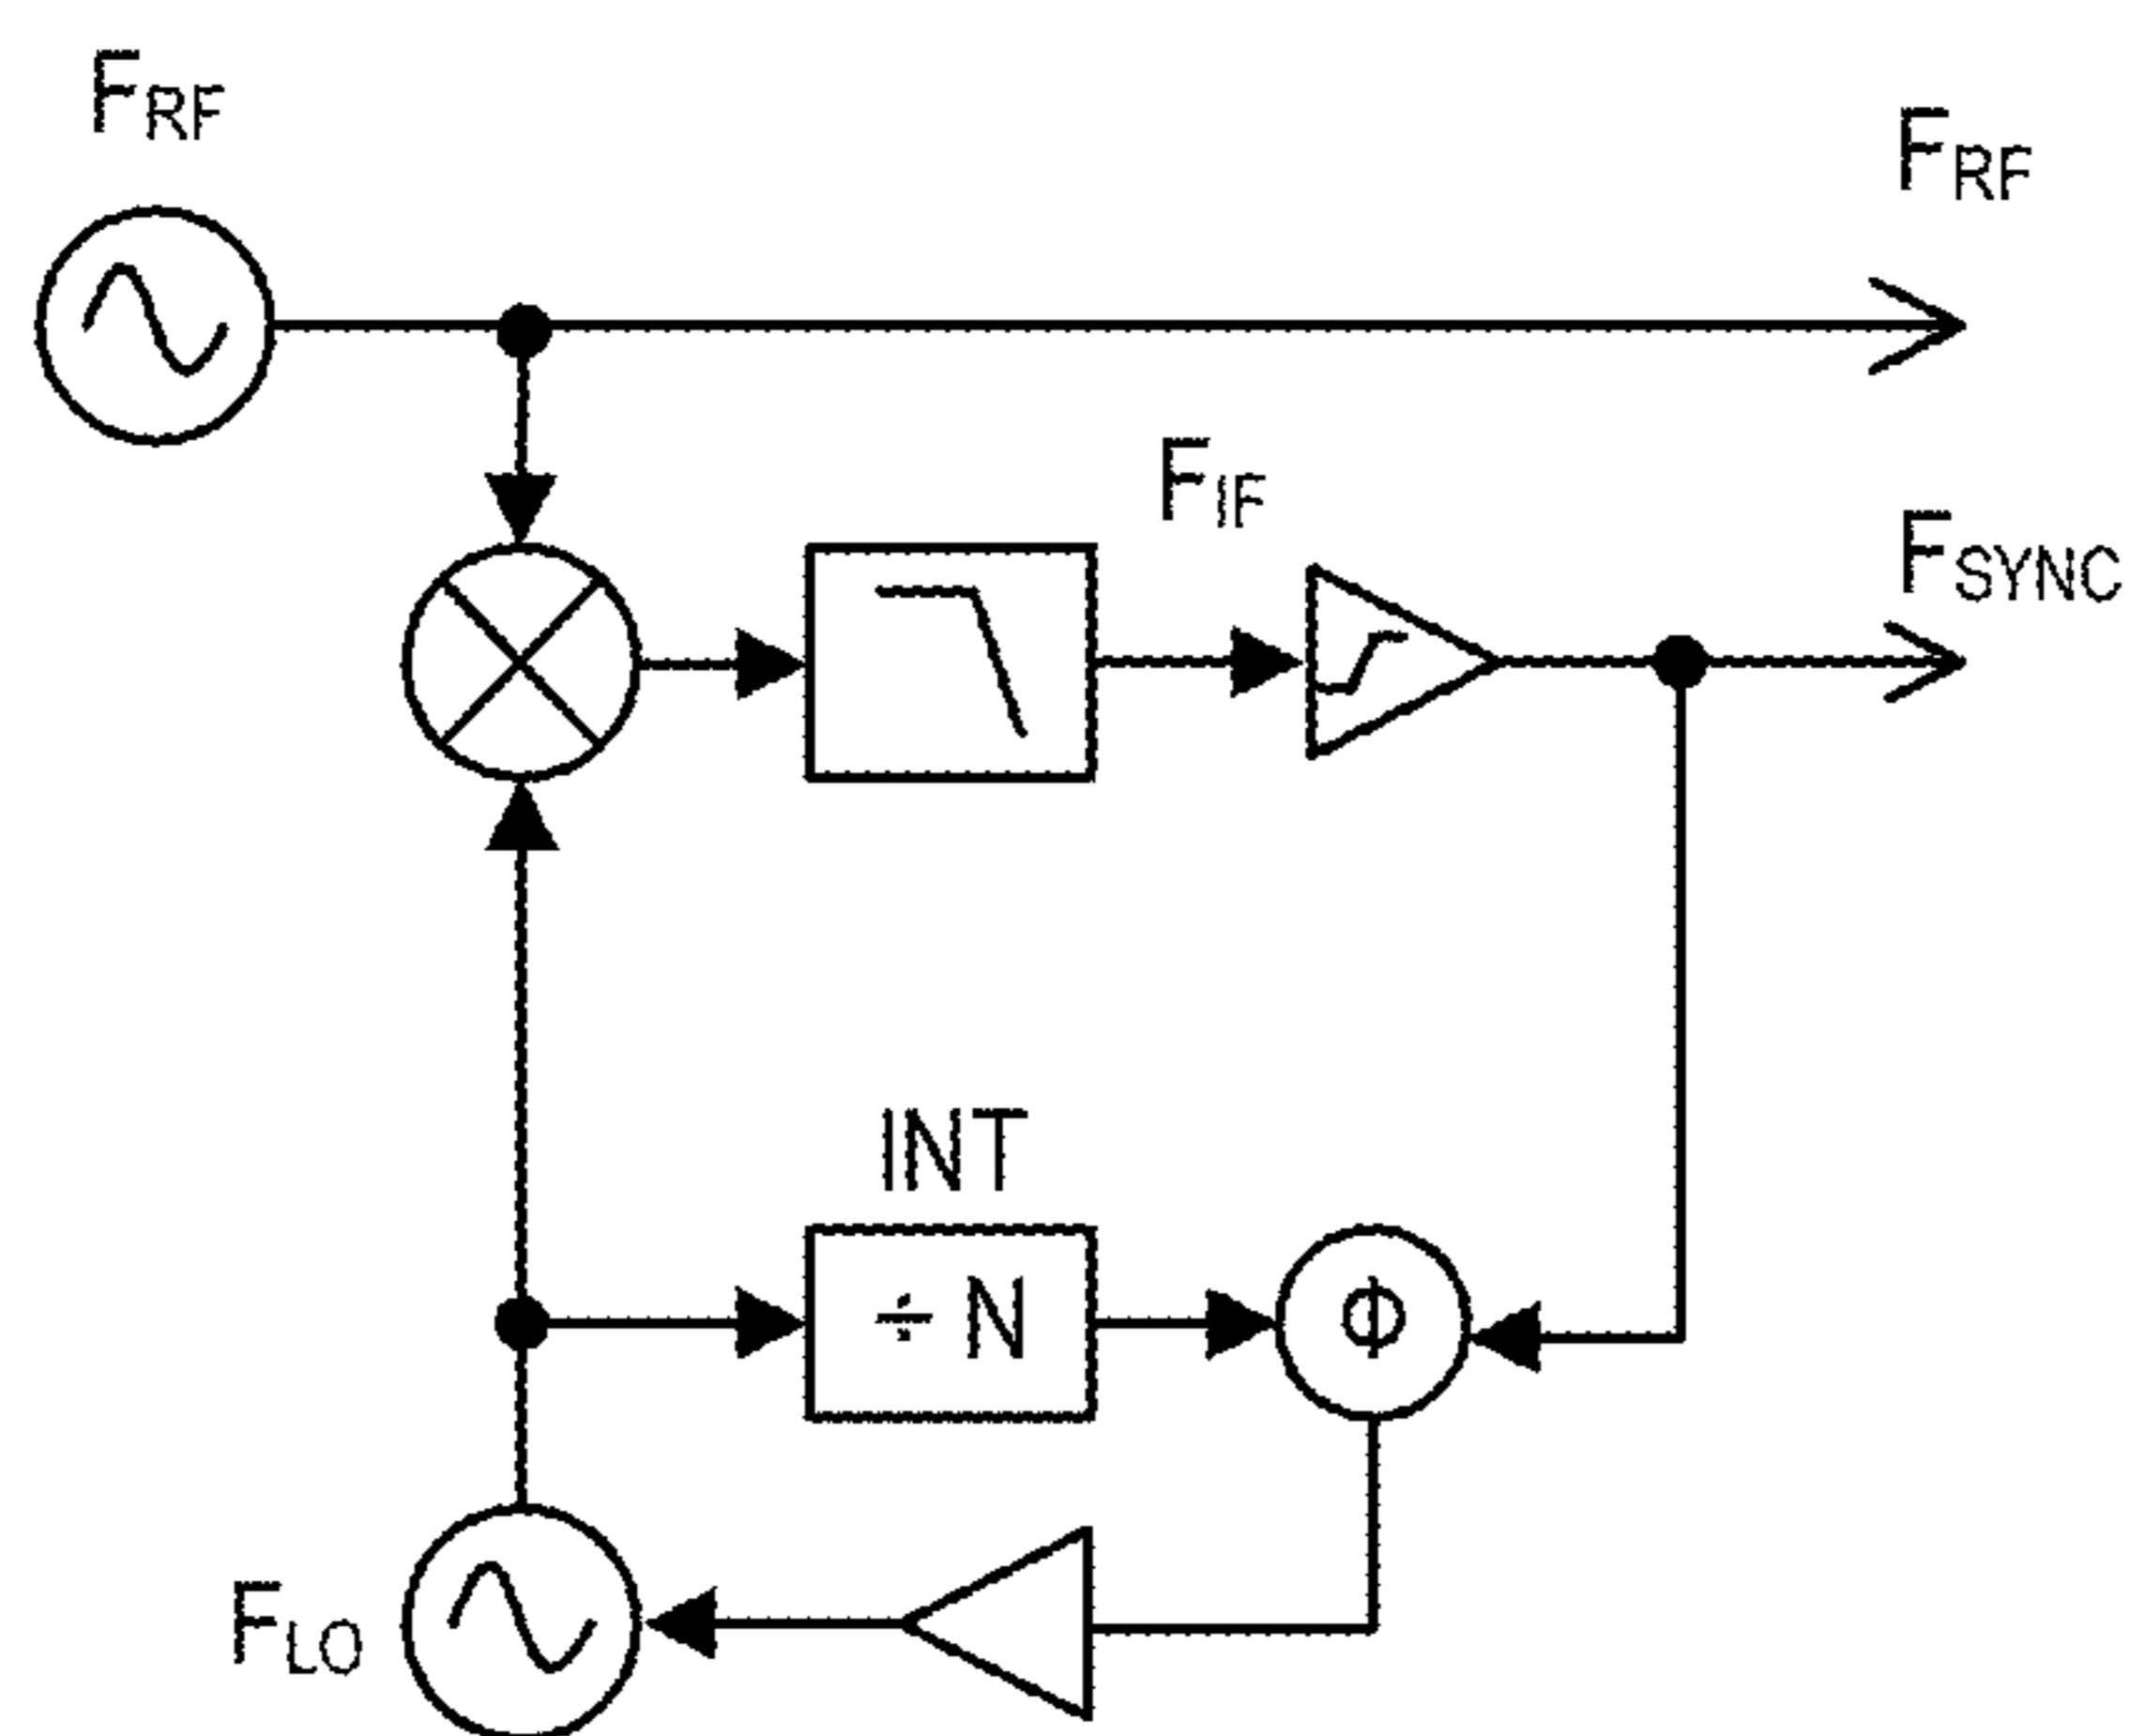 FRF
FRF
FIF
FSYNC
INT
÷ N
Φ
FLO